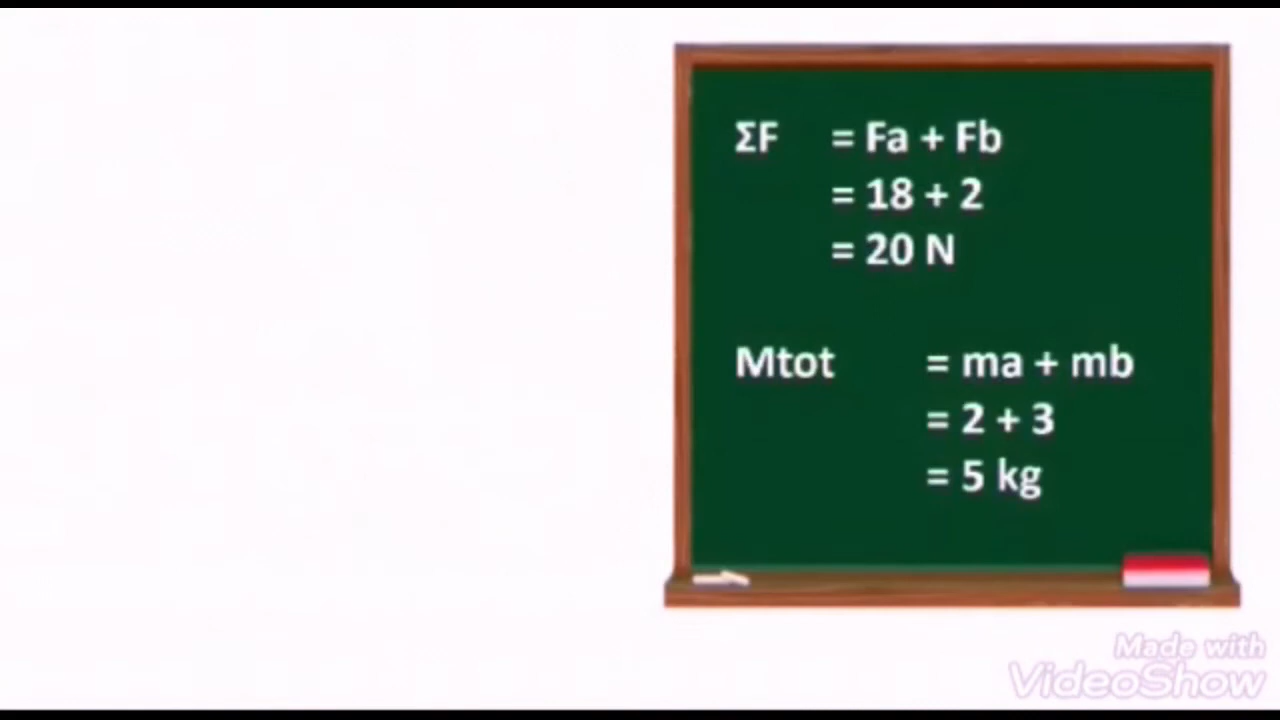 ΣF = Fa + Fb
= 18 + 2
= 20 N
Mtot = ma + mb
= 2 + 3
= 5 kg
Made with
VideoShow